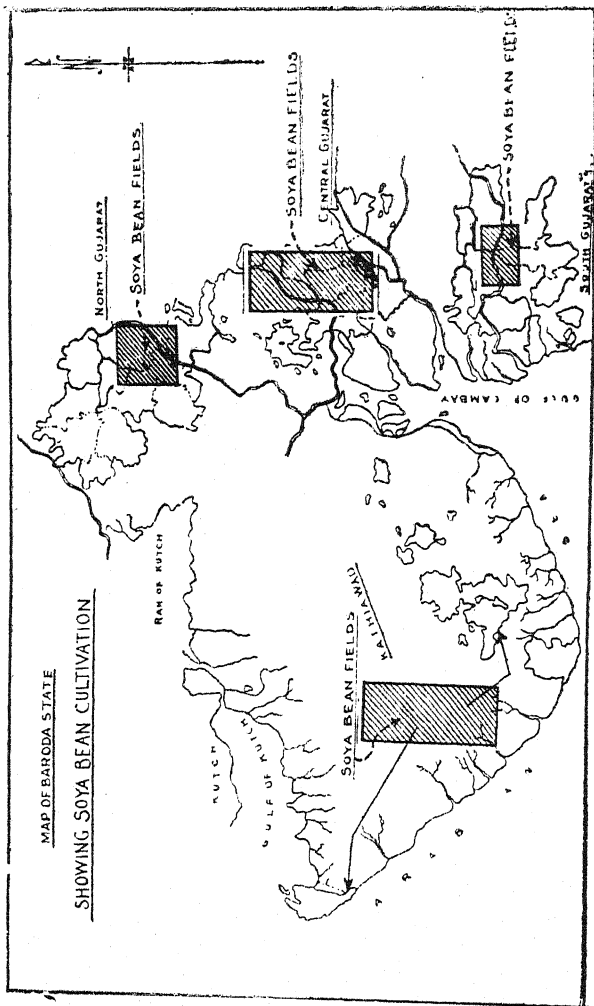 MAP OF BARODA STATE
SHOWING SOYA BEAN CULTIVATION
NORTH GUJARAT
SOYA BEAN FIELDS
SOYA BEAN FIELDS
CENTRAL GUJARAT
SOYA BEAN FIELDS
SOUTH GUJARAT
RAN OF KUTCH
KUTCH
GULF OF KUTCH
SOYA BEAN FIELDS
KATHIAWAD
GULF OF CAMBAY